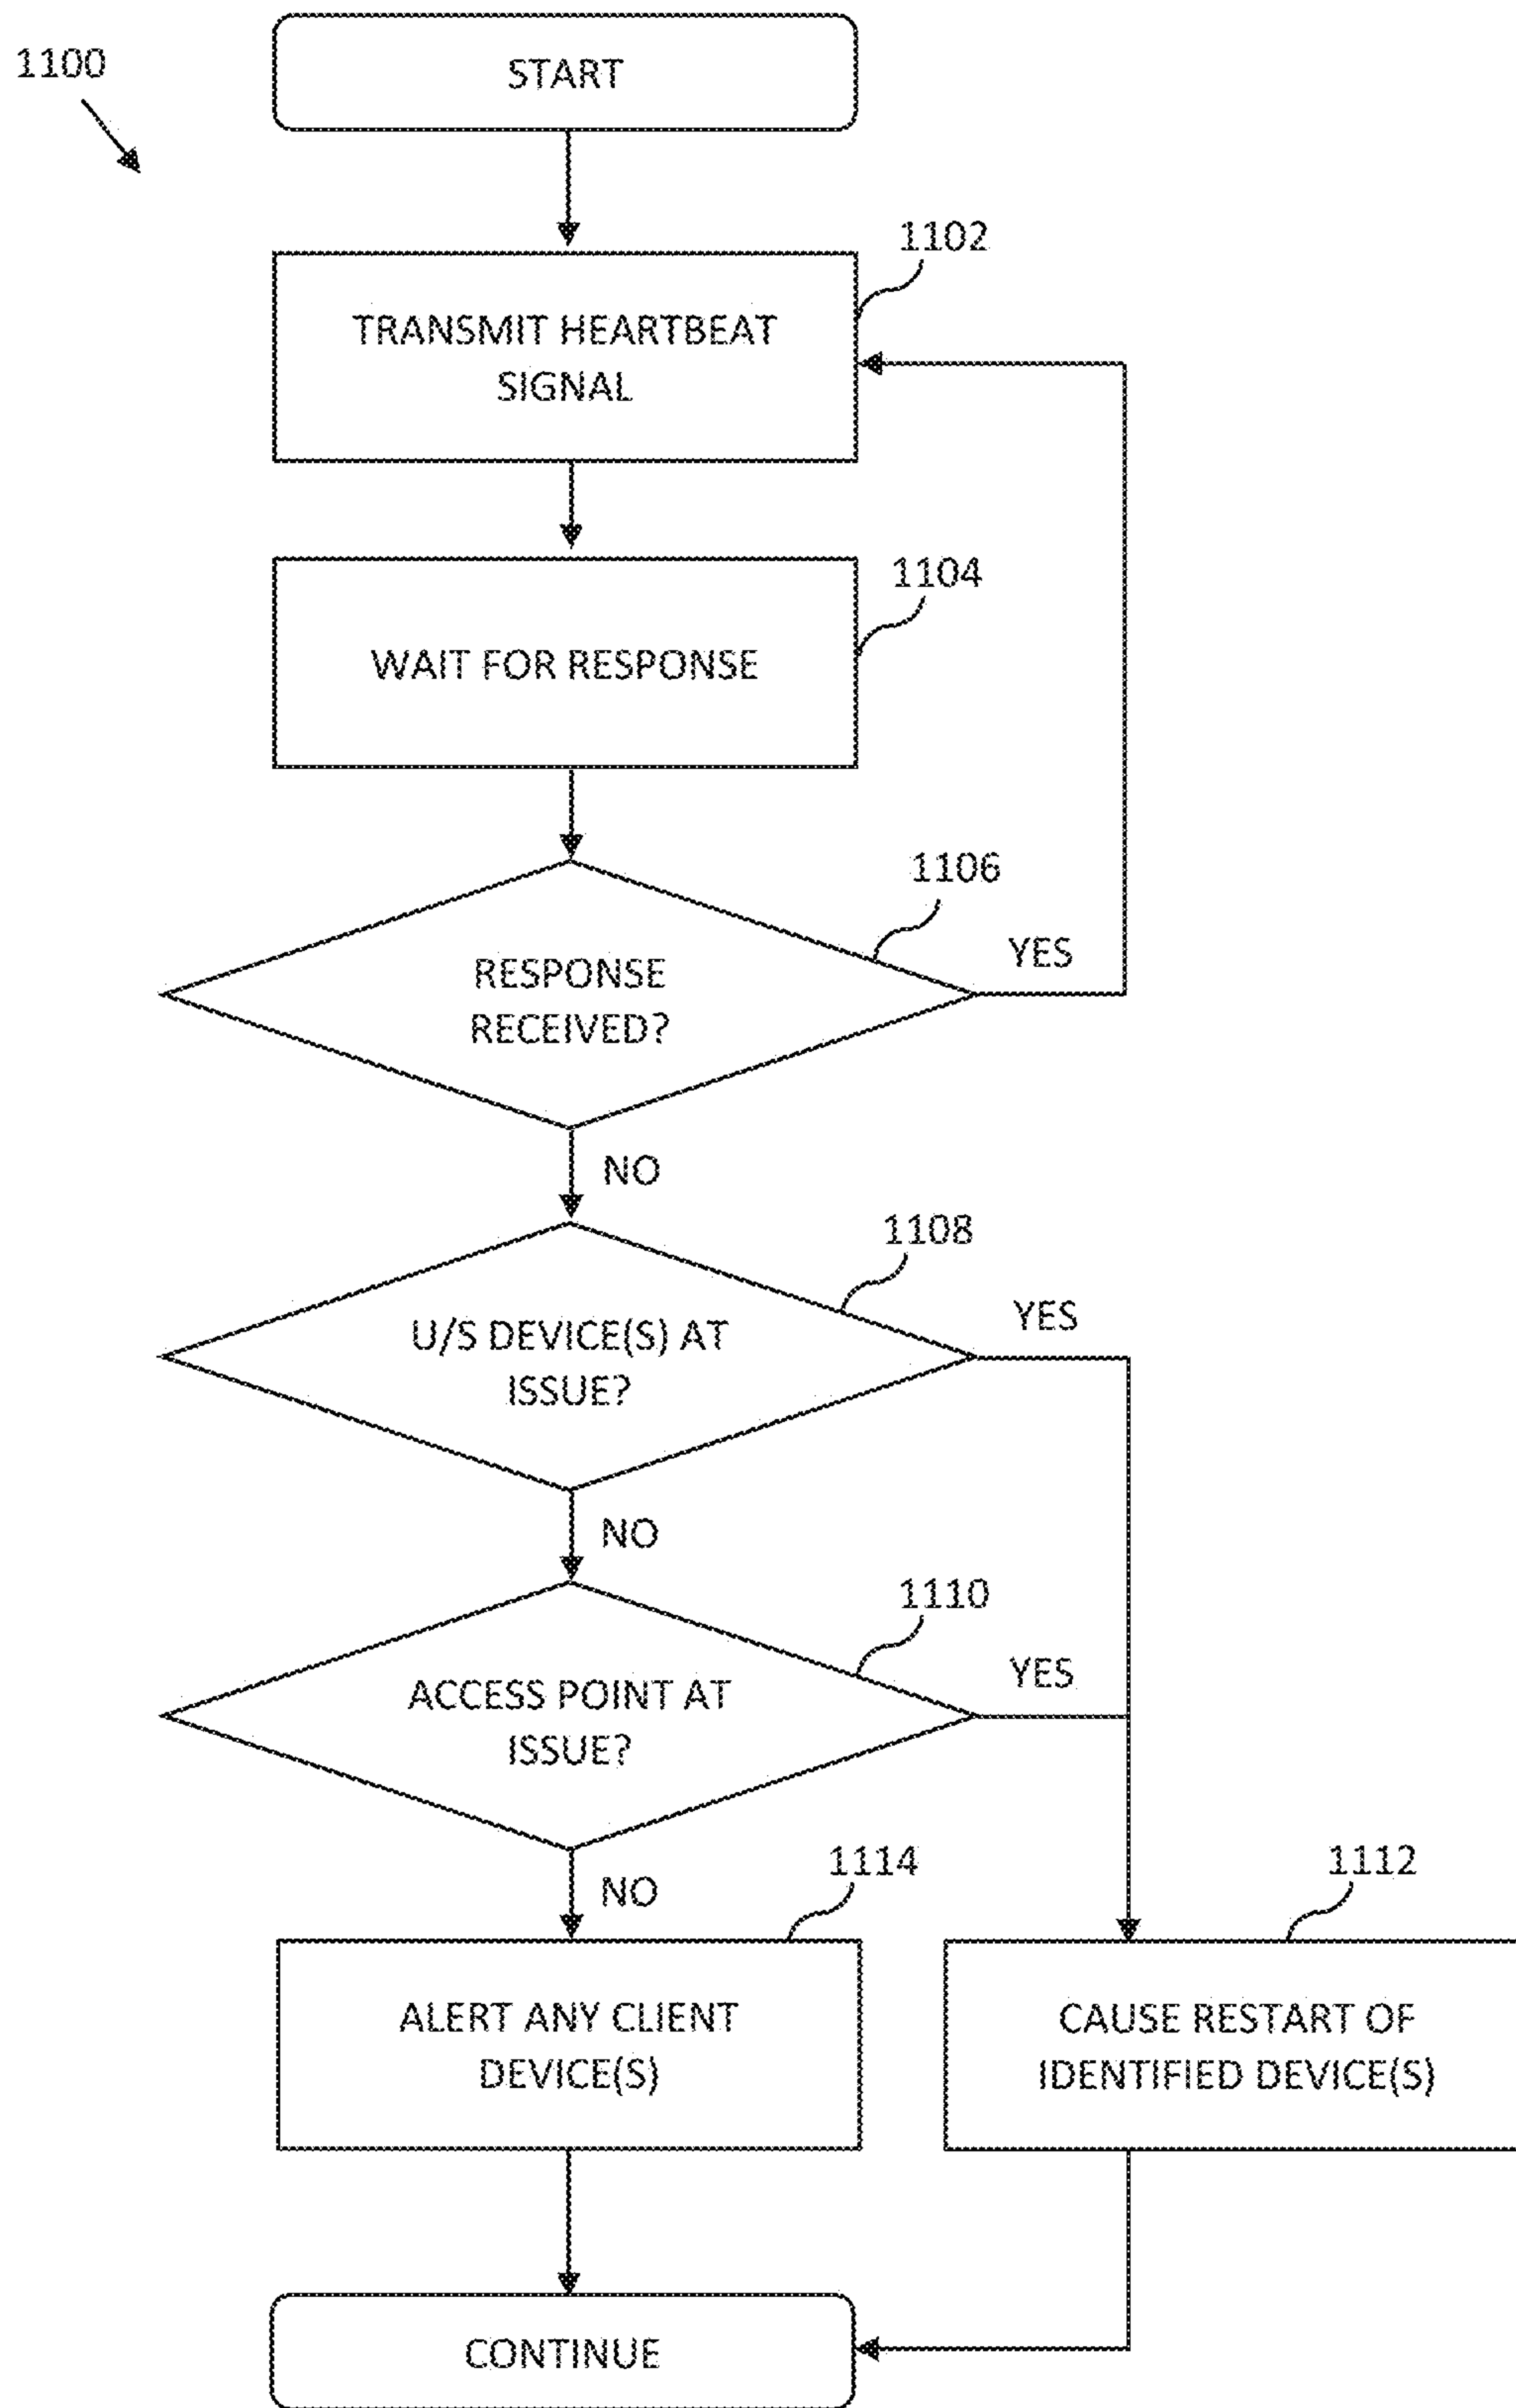 1100
START
1102
TRANSMIT HEARTBEAT
SIGNAL
1104
WAIT FOR RESPONSE
1106
YES
RESPONSE
RECEIVED?
NO
1108
YES
U/S DEVICE(S) AT
ISSUE?
NO
1110
YES
ACCESS POINT AT
ISSUE?
NO
1114
1112
ALERT ANY CLIENT
DEVICE(S)
CAUSE RESTART OF
IDENTIFIED DEVICE(S)
CONTINUE